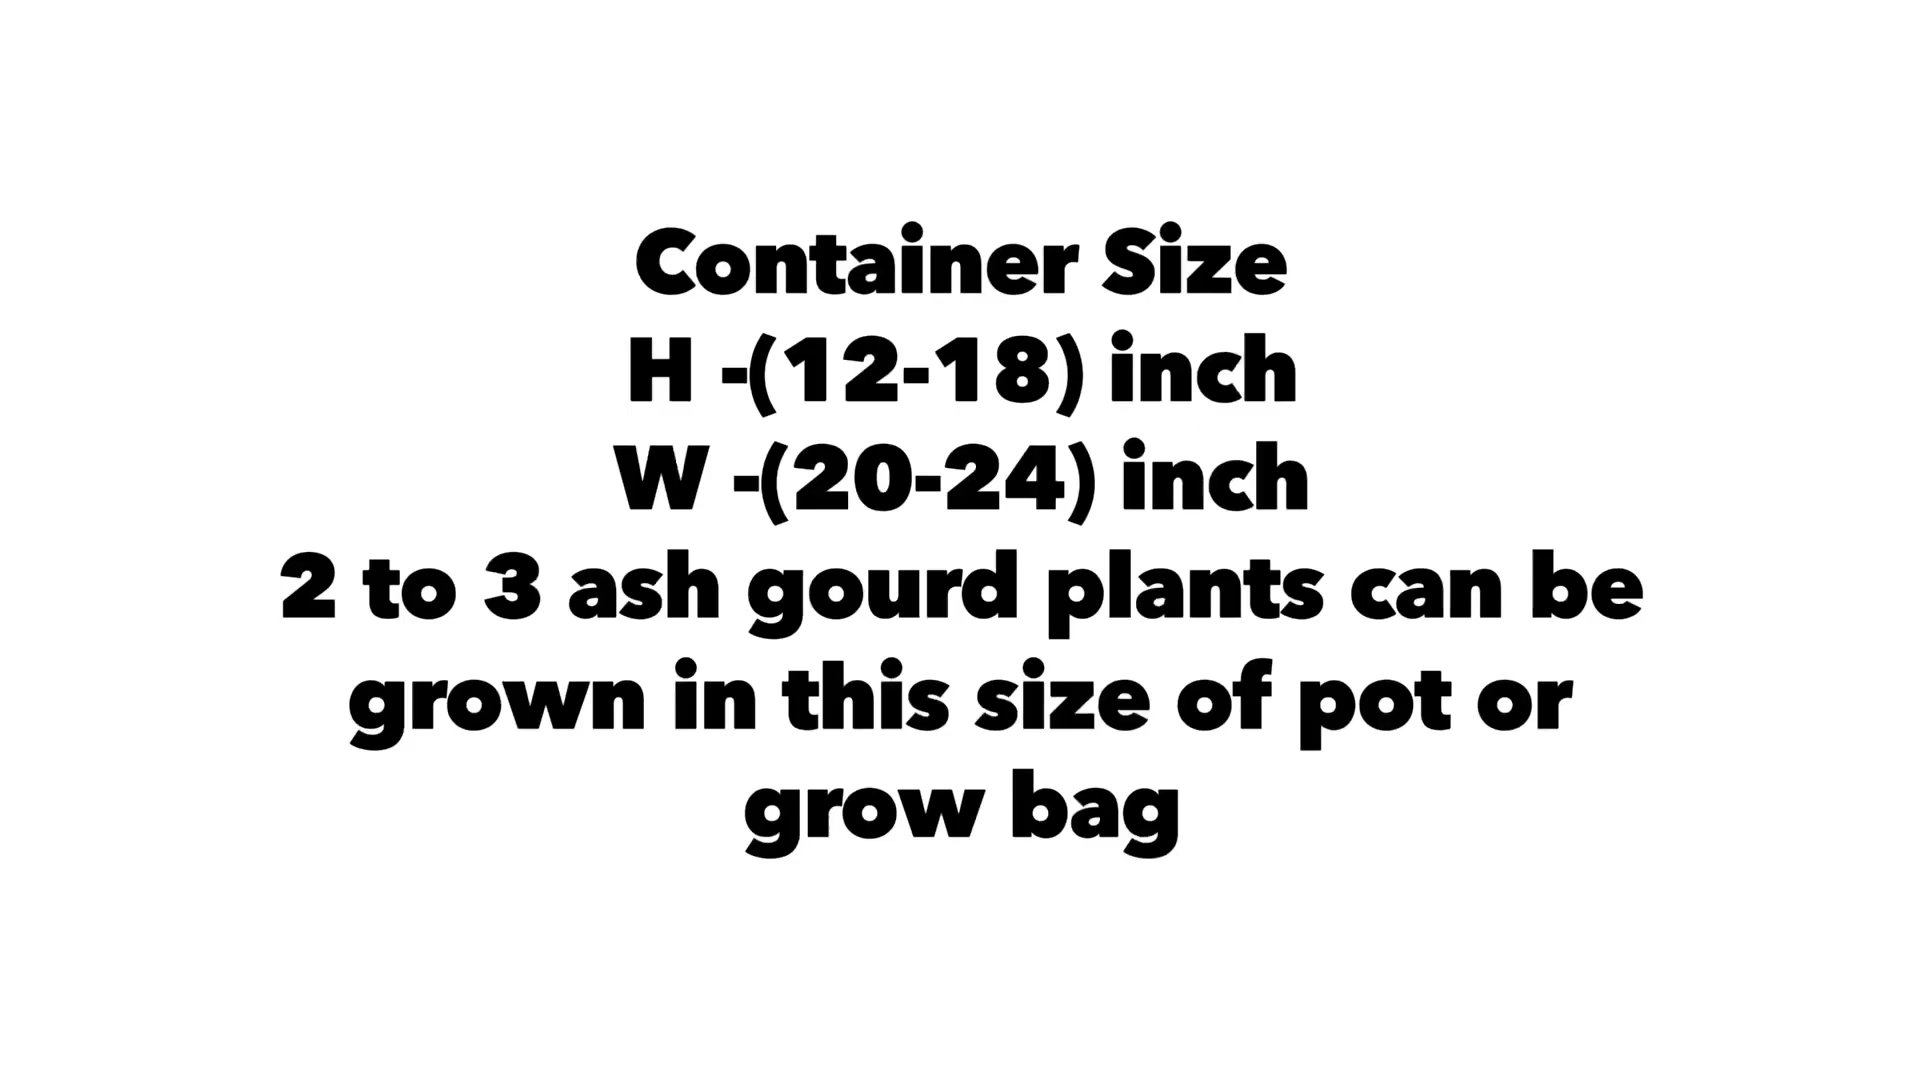 Container Size
H -(12-18) inch
W -(20-24) inch
2 to 3 ash gourd plants can be
grown in this size of pot or
grow bag